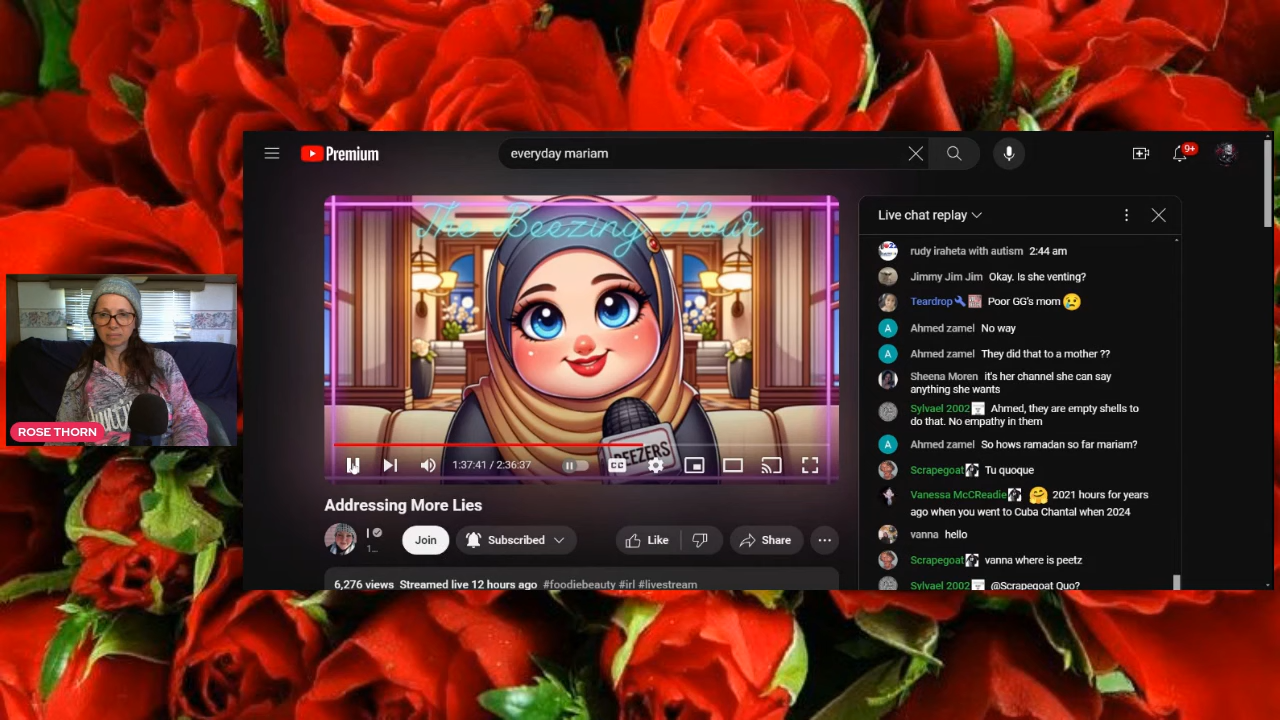 Premium
everyday mariam
9+
The Beezing Hour
BEEZERS
1:37:41 / 2:36:37
CC
Addressing More Lies
Join
Subscribed
Like
Share
6,276 views Streamed live 12 hours ago #foodiebeauty #irl #livestream
Live chat replay
rudy iraheta with autism 2:44 am
Jimmy Jim Jim Okay. Is she venting?
Teardrop Poor GG's mom
A Ahmed zamel No way
A Ahmed zamel They did that to a mother ??
Sheena Moren it's her channel she can say
anything she wants
Sylvael 2002 Ahmed, they are empty shells to
do that. No empathy in them
A Ahmed zamel So hows ramadan so far mariam?
Scrapegoat Tu quoque
Vanessa McCReadie 2021 hours for years
ago when you went to Cuba Chantal when 2024
vanna hello
Scrapegoat vanna where is peetz
Sylvael 2002 @Scrapegoat Quo?
ROSE THORN